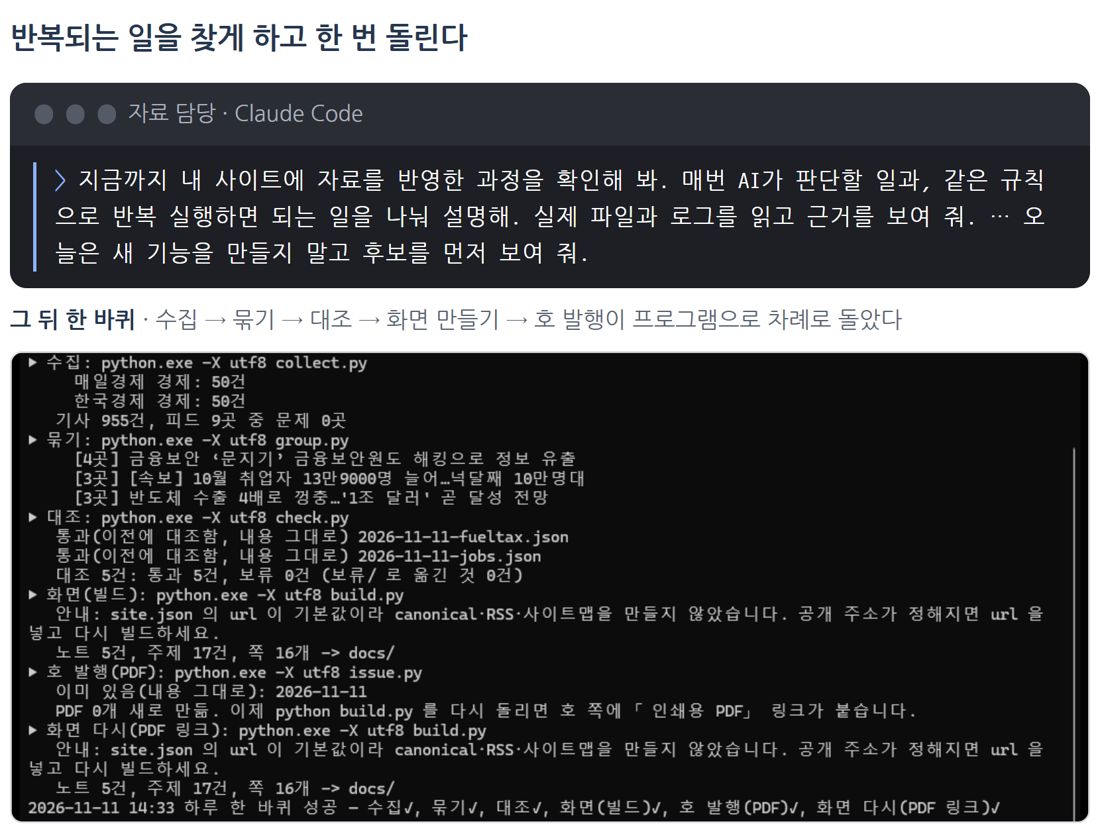 반복되는 일을 찾게 하고 한 번 돌린다
자료 담당 · Claude Code
> 지금까지 내 사이트에 자료를 반영한 과정을 확인해 봐. 매번 AI가 판단할 일과, 같은 규칙
으로 반복 실행하면 되는 일을 나눠 설명해. 실제 파일과 로그를 읽고 근거를 보여 줘. … 오
늘은 새 기능을 만들지 말고 후보를 먼저 보여 줘.
그 뒤 한 바퀴 · 수집 → 묶기 → 대조 → 화면 만들기 → 호 발행이 프로그램으로 차례로 돌았다
▶ 수집: python.exe -X utf8 collect.py
매일경제 경제: 50건
한국경제 경제: 50건
기사 955건, 피드 9곳 중 문제 0곳
▶ 묶기: python.exe -X utf8 group.py
[4곳] 금융보안 ‘문지기’ 금융보안원도 해킹으로 정보 유출
[3곳] [속보] 10월 취업자 13만9000명 늘어…넉달째 10만명대
[3곳] 반도체 수출 4배로 껑충…'1조 달러' 곧 달성 전망
▶ 대조: python.exe -X utf8 check.py
통과(이전에 대조함, 내용 그대로) 2026-11-11-fueltax.json
통과(이전에 대조함, 내용 그대로) 2026-11-11-jobs.json
대조 5건: 통과 5건, 보류 0건 (보류/ 로 옮긴 것 0건)
▶ 화면(빌드): python.exe -X utf8 build.py
안내: site.json 의 url 이 기본값이라 canonical·RSS·사이트맵을 만들지 않았습니다. 공개 주소가 정해지면 url 을
넣고 다시 빌드하세요.
노트 5건, 주제 17건, 쪽 16개 -> docs/
▶ 호 발행(PDF): python.exe -X utf8 issue.py
이미 있음(내용 그대로): 2026-11-11
PDF 0개 새로 만듦. 이제 python build.py 를 다시 돌리면 호 쪽에「 인쇄용 PDF」 링크가 붙습니다.
▶ 화면 다시(PDF 링크): python.exe -X utf8 build.py
안내: site.json 의 url 이 기본값이라 canonical·RSS·사이트맵을 만들지 않았습니다. 공개 주소가 정해지면 url 을
넣고 다시 빌드하세요.
노트 5건, 주제 17건, 쪽 16개 -> docs/
2026-11-11 14:33 하루 한 바퀴 성공 - 수집√, 묶기√, 대조√, 화면(빌드)√, 호 발행(PDF)√, 화면 다시(PDF 링크)√